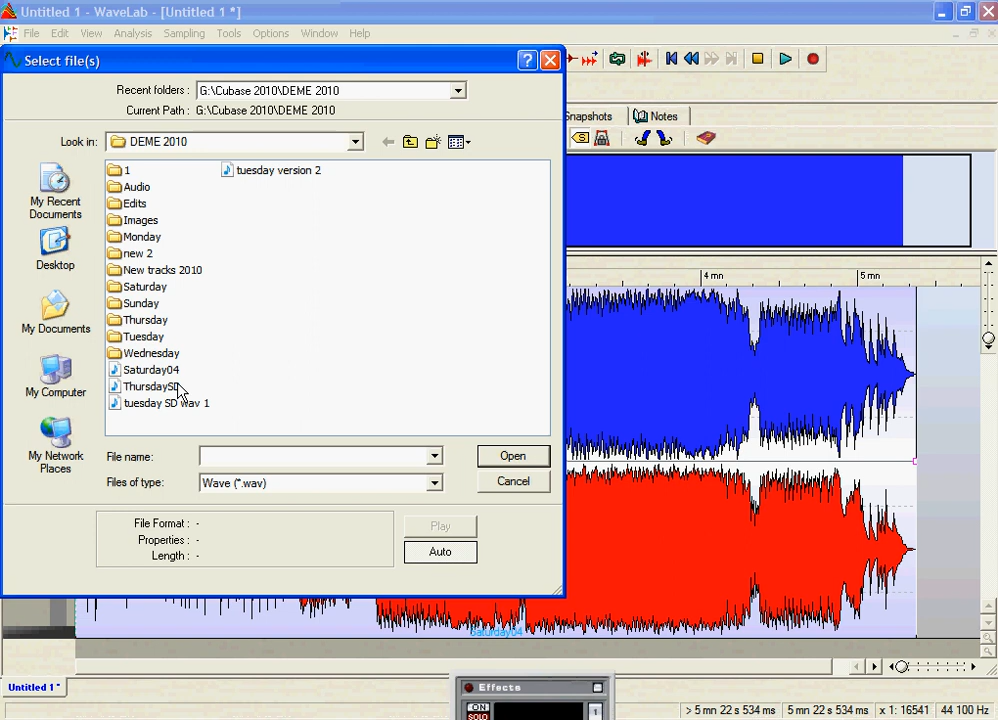 Untitled 1 - WaveLab - [Untitled 1 *]
File Edit View Analysis Sampling Tools Options Window Help
Select file(s)
Recent folders : G:\Cubase 2010\DEME 2010
Current Path : G:\Cubase 2010\DEME 2010
Snapshots Notes
Look in: DEME 2010
1
Audio
Edits
Images
Monday
new 2
New tracks 2010
Saturday
Sunday
Thursday
Tuesday
Wednesday
Saturday04
ThursdaySD
tuesday SD wav 1
tuesday version 2
My Recent
Documents
Desktop
My Documents
My Computer
My Network
Places
4 mn 5 mn
File name: Open
Files of type: Wave (*.wav) Cancel
File Format : -
Properties : -
Length : -
Play
Auto
Saturday04
Untitled 1 *
Effects
ON
SOLO
1
> 5 mn 22 s 534 ms 5 mn 22 s 534 ms x 1: 16541 44 100 Hz